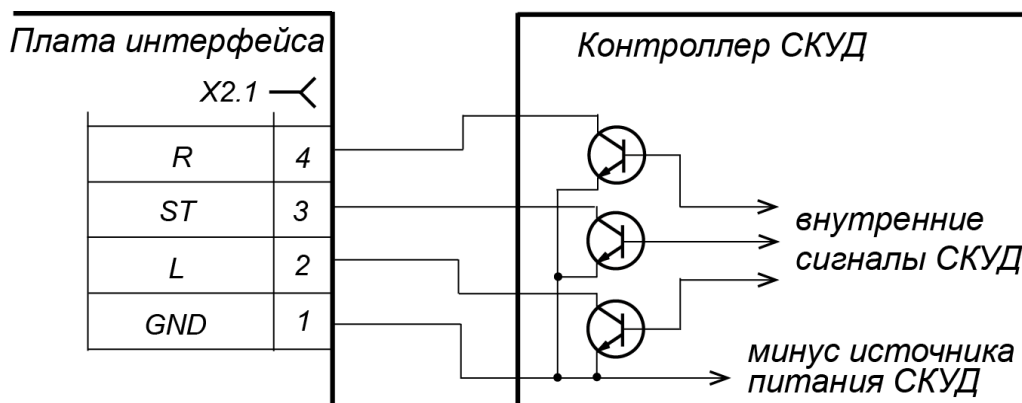 Плата интерфейса
Контроллер СКУД
X2.1
R 4
ST 3
L 2
GND 1
внутренние
сигналы СКУД
минус источника
питания СКУД